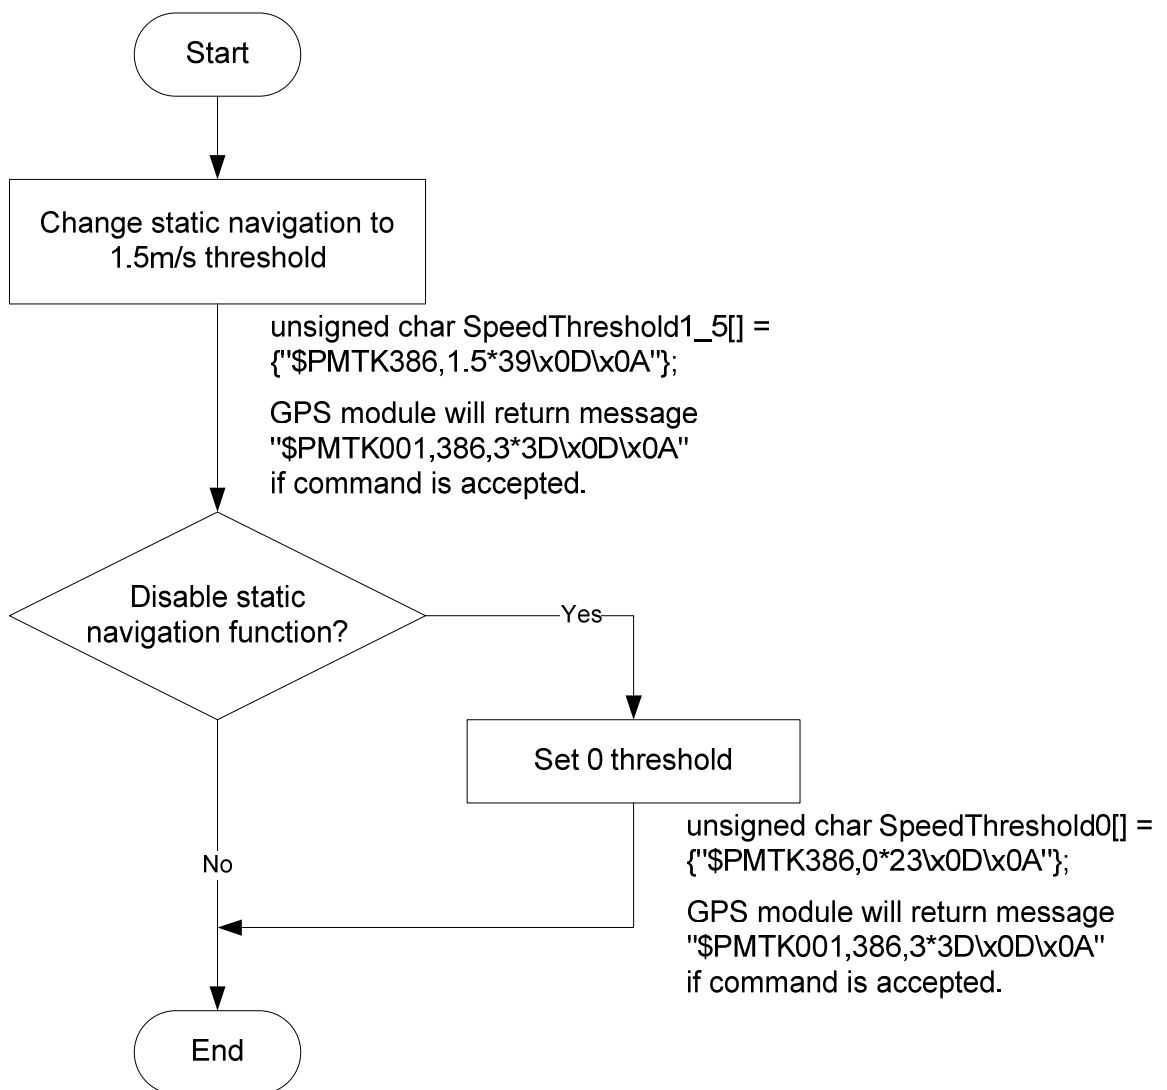 Start
Change static navigation to
1.5m/s threshold
unsigned char SpeedThreshold1_5[] =
{"$PMTK386,1.5*39\x0D\x0A"};
GPS module will return message
"$PMTK001,386,3*3D\x0D\x0A"
if command is accepted.
Disable static
navigation function?
Yes
Set 0 threshold
unsigned char SpeedThreshold0[] =
{"$PMTK386,0*23\x0D\x0A"};
No
GPS module will return message
"$PMTK001,386,3*3D\x0D\x0A"
if command is accepted.
End